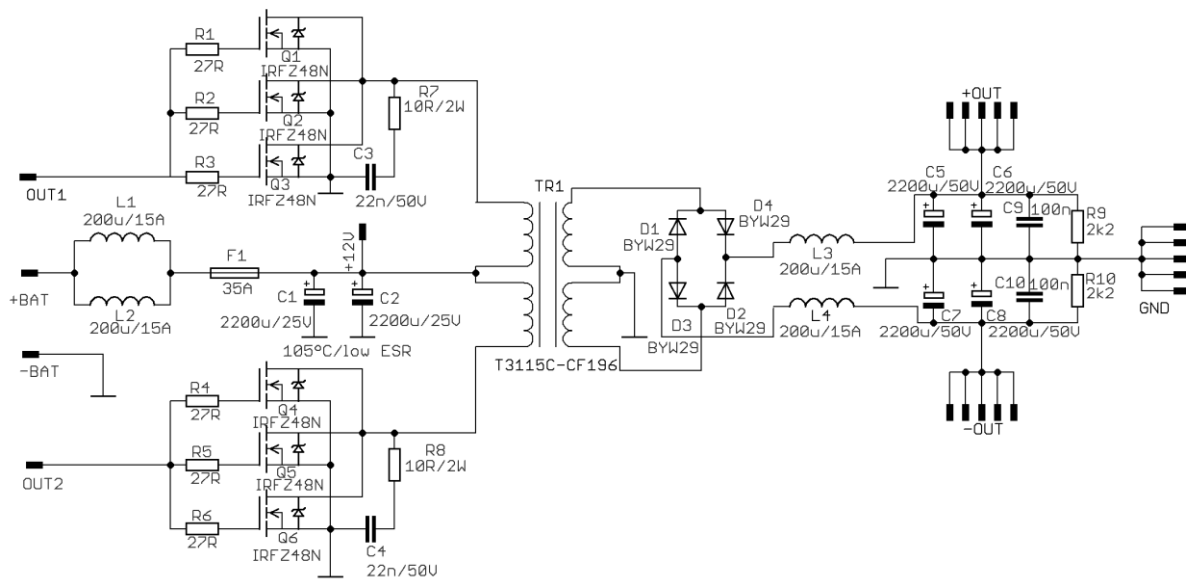 R1
27R
Q1
IRFZ48N
R2
27R
Q2
IRFZ48N
R3
27R
Q3
IRFZ48N
OUT1
R7
10R/2W
C3
22n/50V
L1
200u/15A
+BAT
L2
200u/15A
F1
35A
+12V
C1
2200u/25V
C2
2200u/25V
105°C/low ESR
-BAT
TR1
T3115C-CF196
R4
27R
Q4
IRFZ48N
R5
27R
Q5
IRFZ48N
R6
27R
Q6
IRFZ48N
OUT2
R8
10R/2W
C4
22n/50V
D1
BYW29
D4
BYW29
D3
BYW29
D2
BYW29
L3
200u/15A
L4
200u/15A
+OUT
C5
2200u/50V
C6
2200u/50V
C9
100n
R9
2k2
C10
100n
R10
2k2
C7
2200u/50V
C8
2200u/50V
GND
-OUT